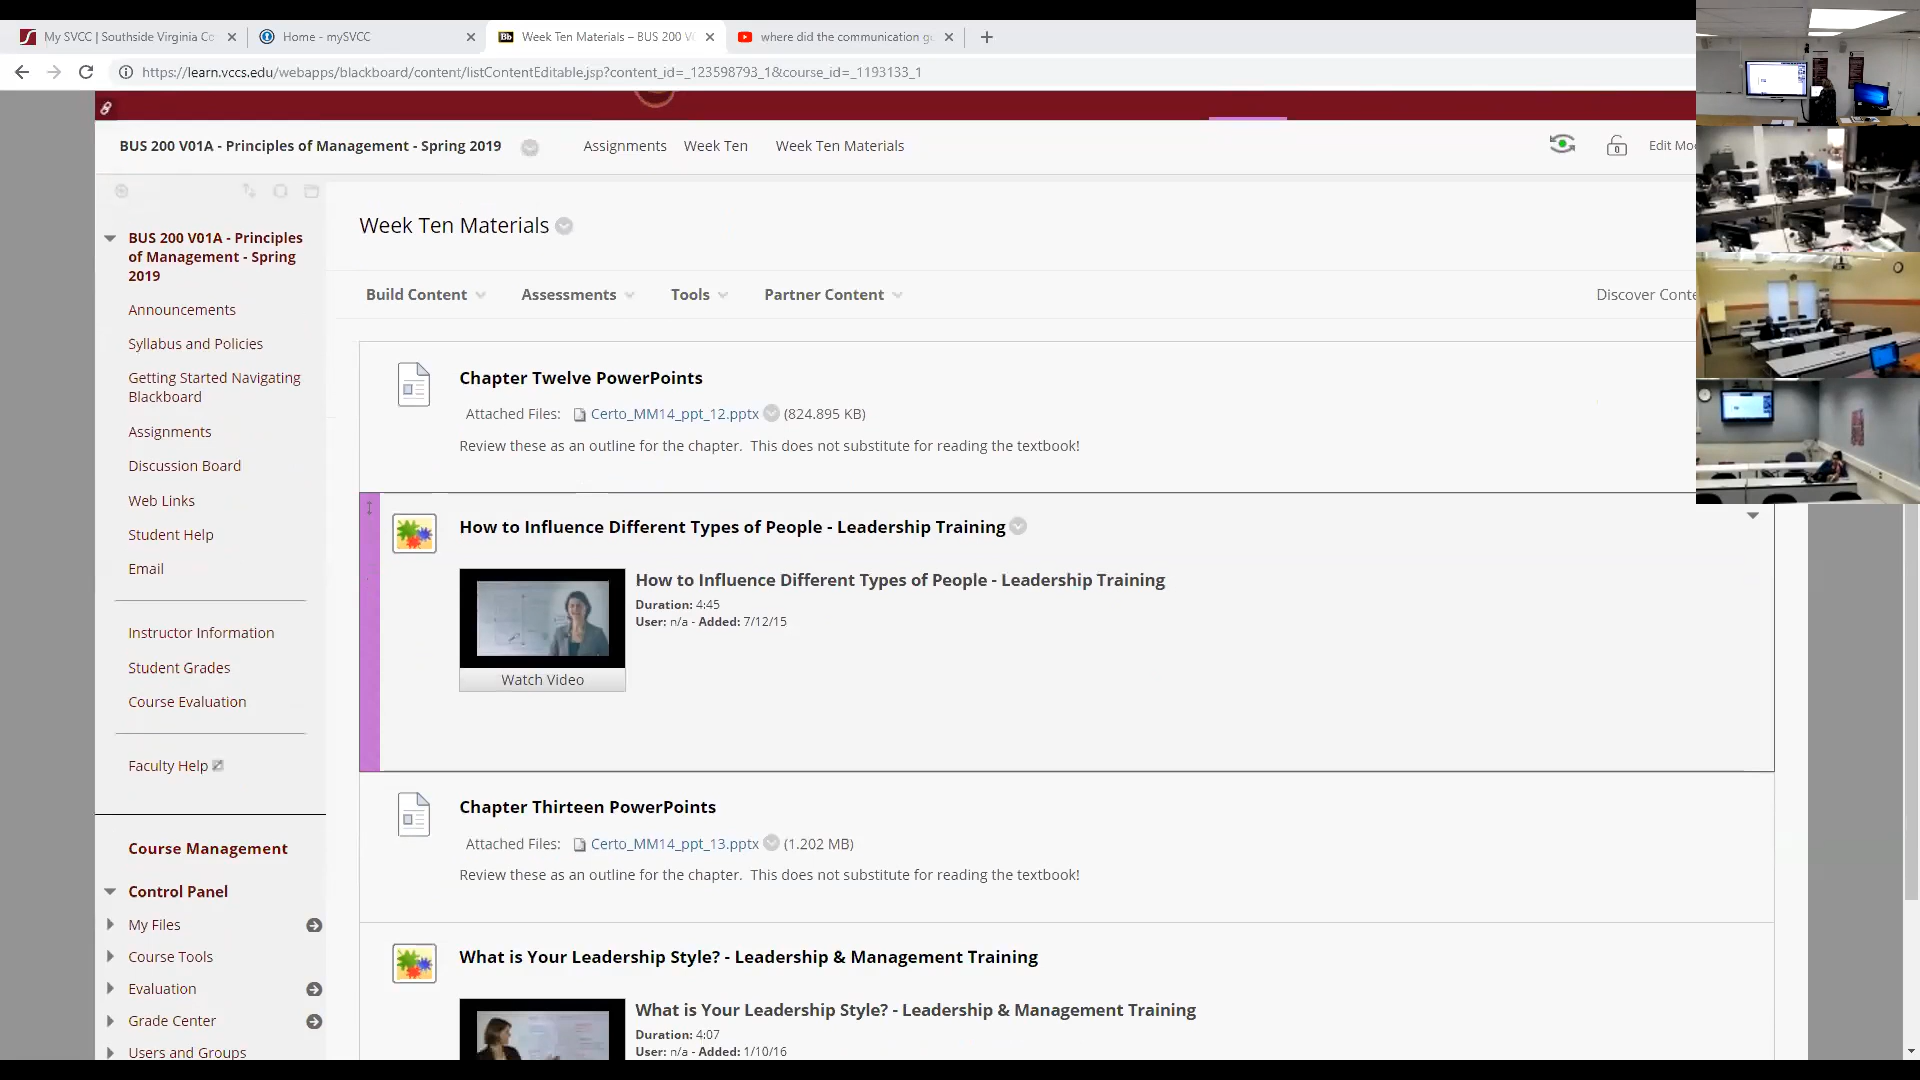 My SVCC | Southside Virginia Co
Home - mySVCC
Week Ten Materials – BUS 200 V
where did the communication g
https://learn.vccs.edu/webapps/blackboard/content/listContentEditable.jsp?content_id=_123598793_1&course_id=_1193133_1
BUS 200 V01A - Principles of Management - Spring 2019
Assignments
Week Ten
Week Ten Materials
Edit Mo
BUS 200 V01A - Principles
of Management - Spring
2019
Announcements
Syllabus and Policies
Getting Started Navigating
Blackboard
Assignments
Discussion Board
Web Links
Student Help
Email
Instructor Information
Student Grades
Course Evaluation
Faculty Help
Course Management
Control Panel
My Files
Course Tools
Evaluation
Grade Center
Users and Groups
Week Ten Materials
Build Content
Assessments
Tools
Partner Content
Discover Conte
Chapter Twelve PowerPoints
Attached Files: Certo_MM14_ppt_12.pptx (824.895 KB)
Review these as an outline for the chapter. This does not substitute for reading the textbook!
How to Influence Different Types of People - Leadership Training
How to Influence Different Types of People - Leadership Training
Duration: 4:45
User: n/a - Added: 7/12/15
Watch Video
Chapter Thirteen PowerPoints
Attached Files: Certo_MM14_ppt_13.pptx (1.202 MB)
Review these as an outline for the chapter. This does not substitute for reading the textbook!
What is Your Leadership Style? - Leadership & Management Training
What is Your Leadership Style? - Leadership & Management Training
Duration: 4:07
User: n/a - Added: 1/10/16